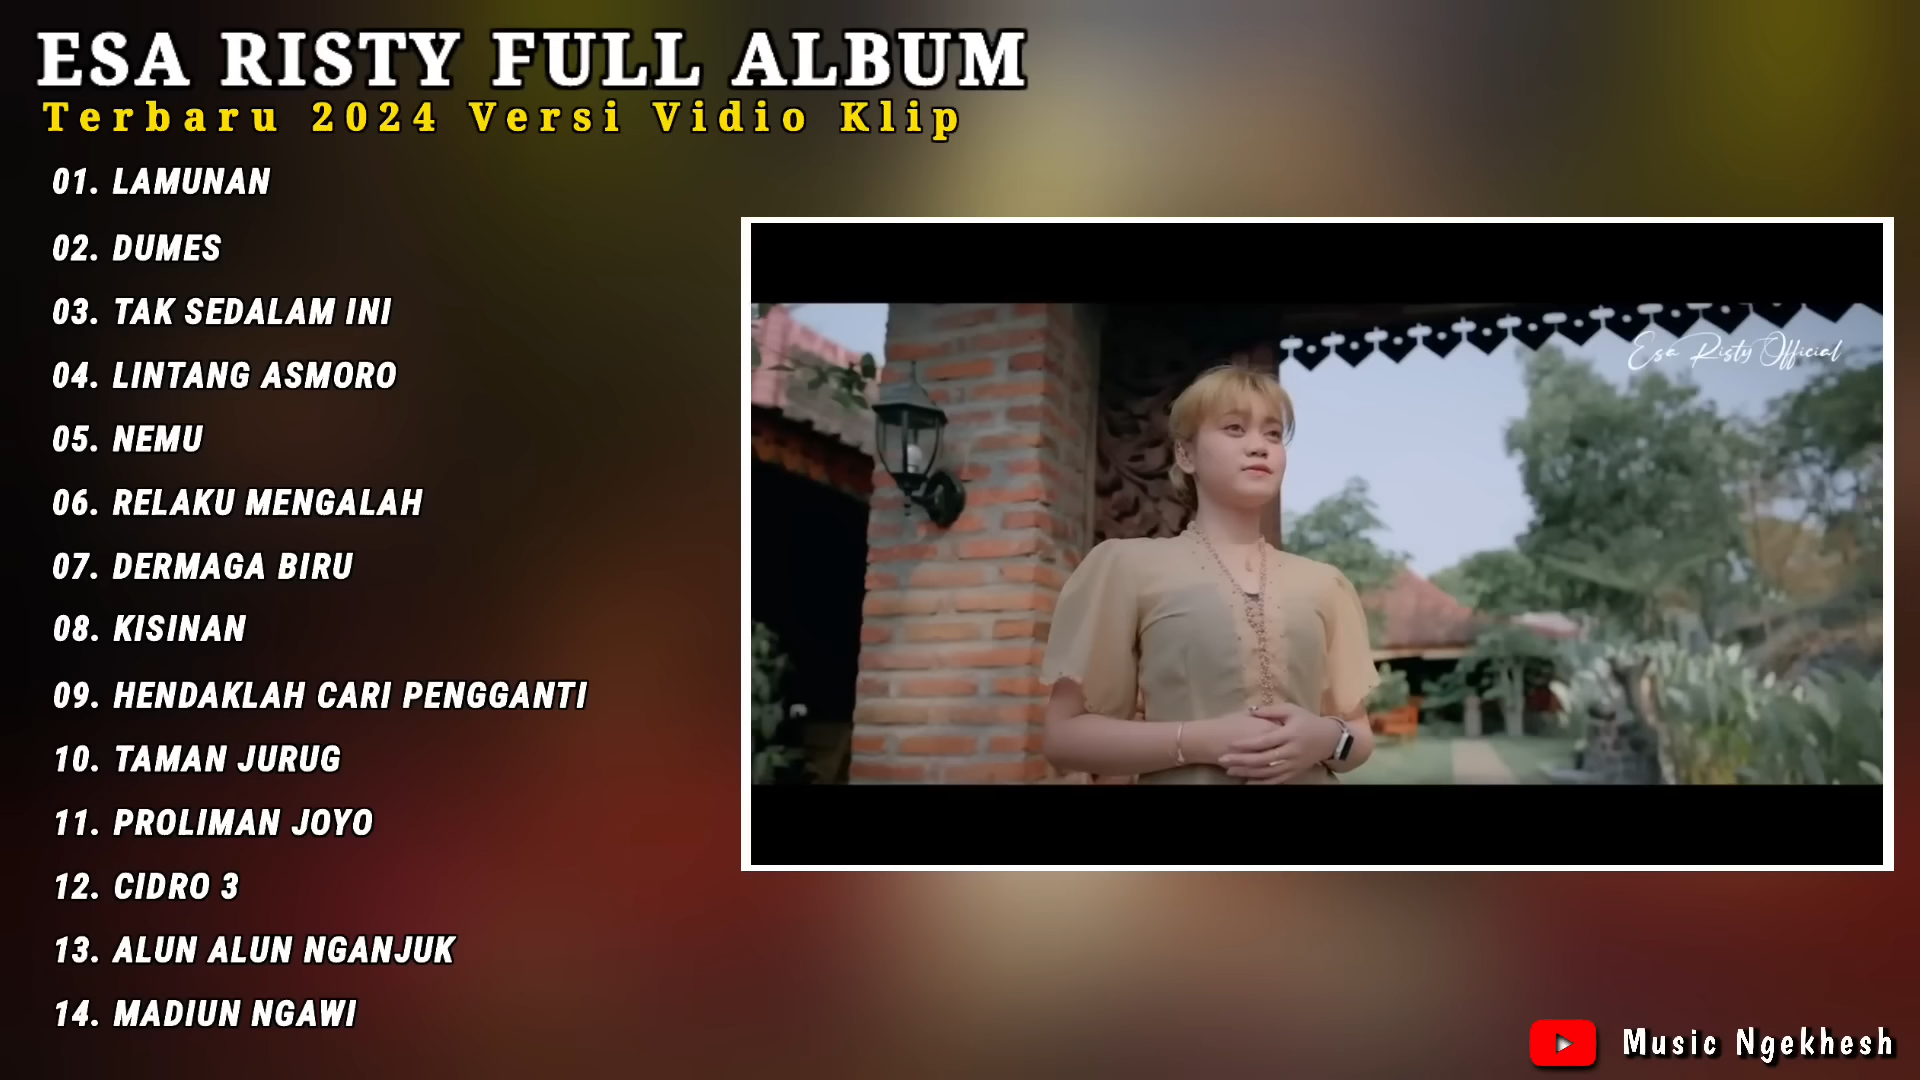 ESA RISTY FULL ALBUM
Terbaru 2024 Versi Vidio Klip
01. LAMUNAN
02. DUMES
03. TAK SEDALAM INI
04. LINTANG ASMORO
05. NEMU
06. RELAKU MENGALAH
07. DERMAGA BIRU
08. KISINAN
09. HENDAKLAH CARI PENGGANTI
10. TAMAN JURUG
11. PROLIMAN JOYO
12. CIDRO 3
13. ALUN ALUN NGANJUK
14. MADIUN NGAWI
Esa Risty Official
Music Ngekhesh